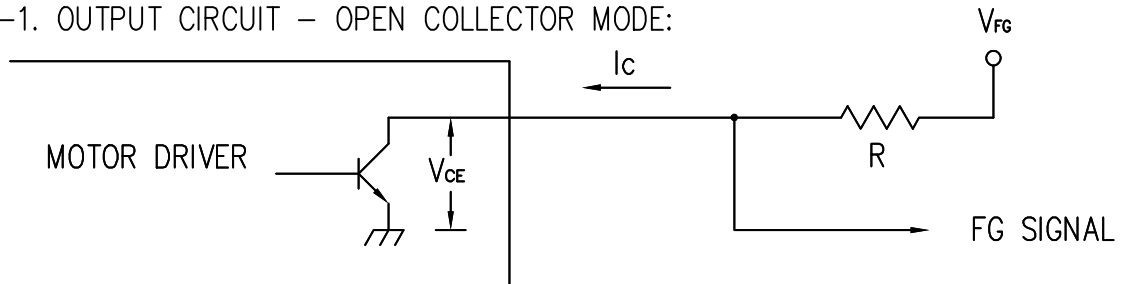 -1. OUTPUT CIRCUIT – OPEN COLLECTOR MODE:
VFG
IC
MOTOR DRIVER
VCE
R
FG SIGNAL